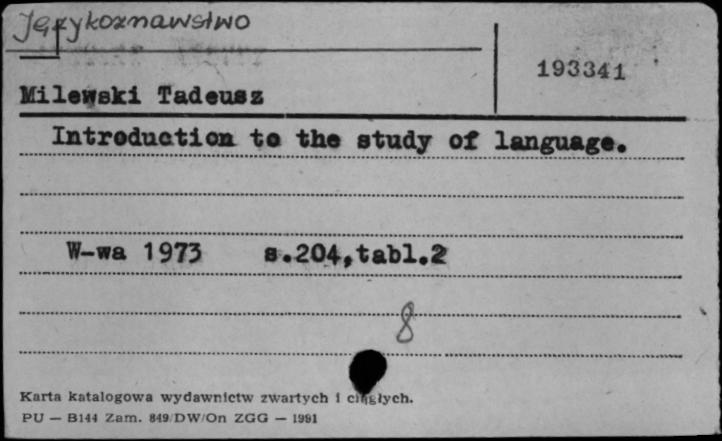 Językoznawstwo
193341
Milewski Tadeusz
Introduction to the study of language.
W-wa 1973 s.204,tabl.2
8
Karta katalogowa wydawnictw zwartych i ciągłych.
PU — B144 Zam. 849/DW/On ZGG — 1991